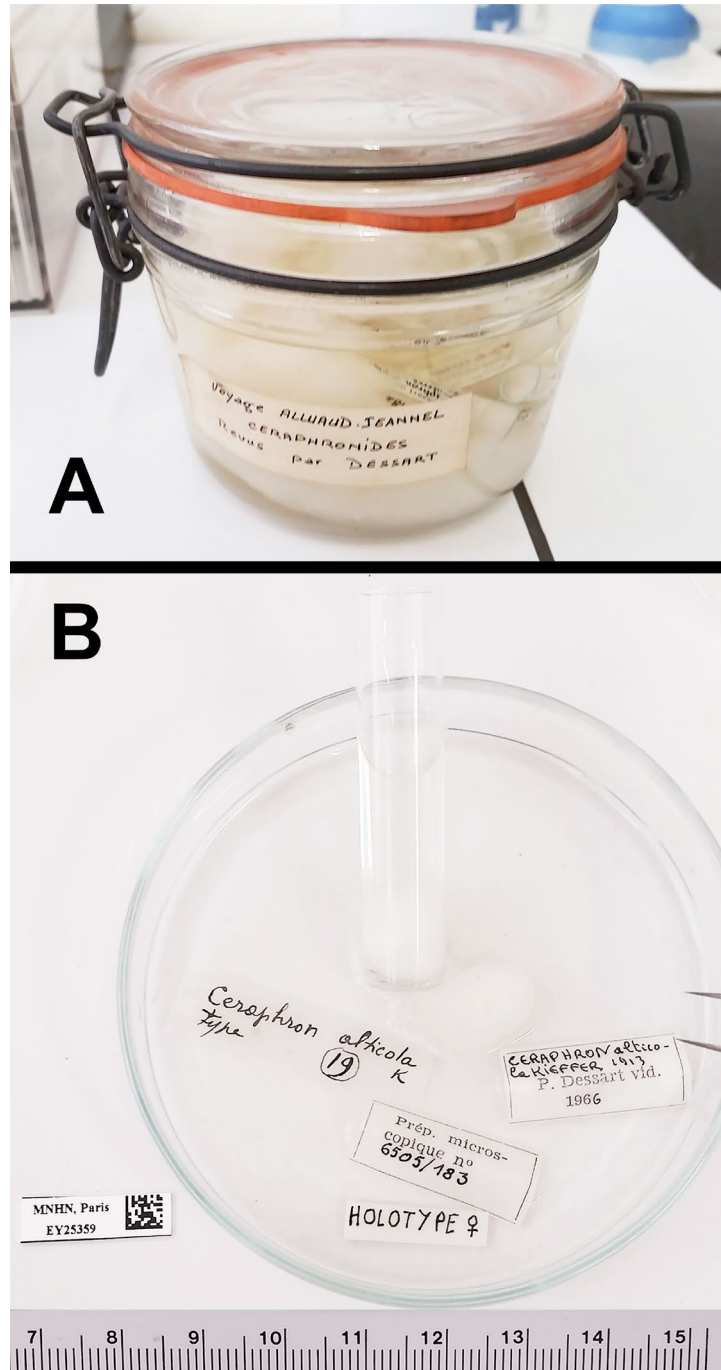 Voyage ALLUAUD-JEANNEL
CERAPHRONiDES
Revus par DESSART
A
B
Ceraphron alticola
Type
19
K
CERAPHRON altico-
la KiEFFER, 1913
P. Dessart vid.
1966
Prép. micros-
copique no
6505/183
HOLOTYPE ♀
MNHN, Paris
EY25359
7 8 9 10 11 12 13 14 15